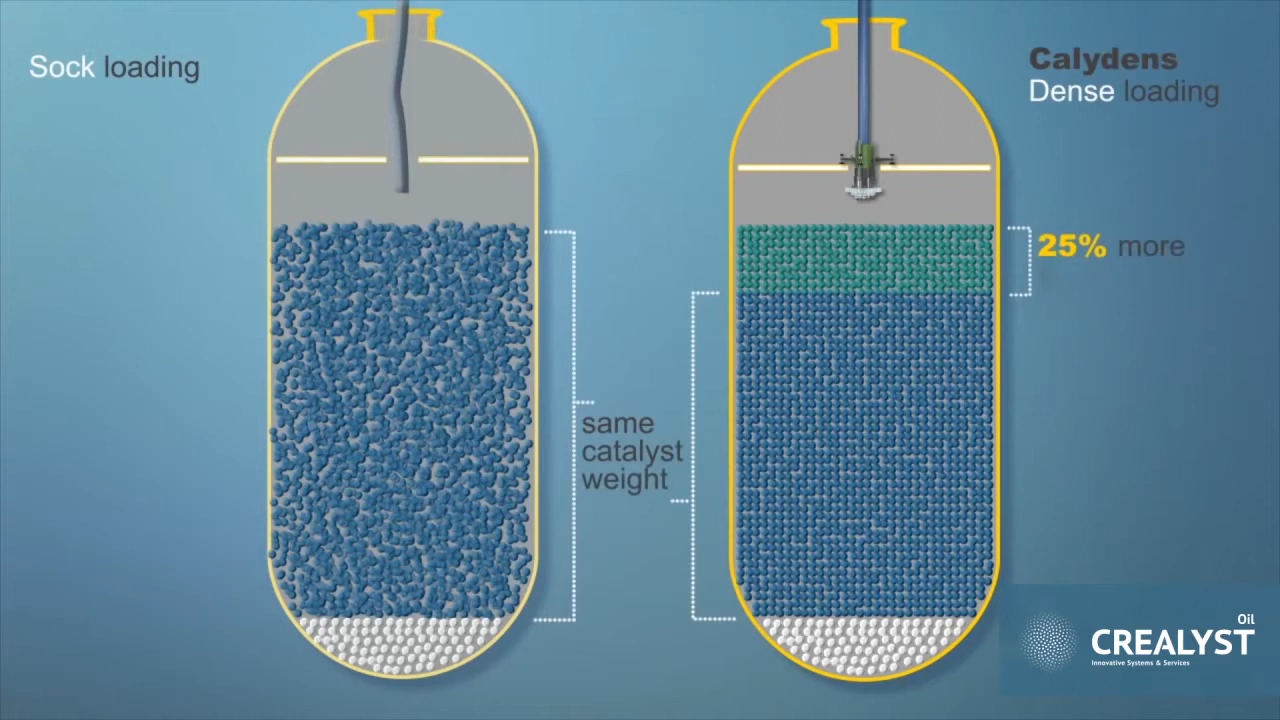 Sock loading
Calydens
Dense loading
25% more
same
catalyst
weight
Oil
CREALYST
Innovative Systems & Services